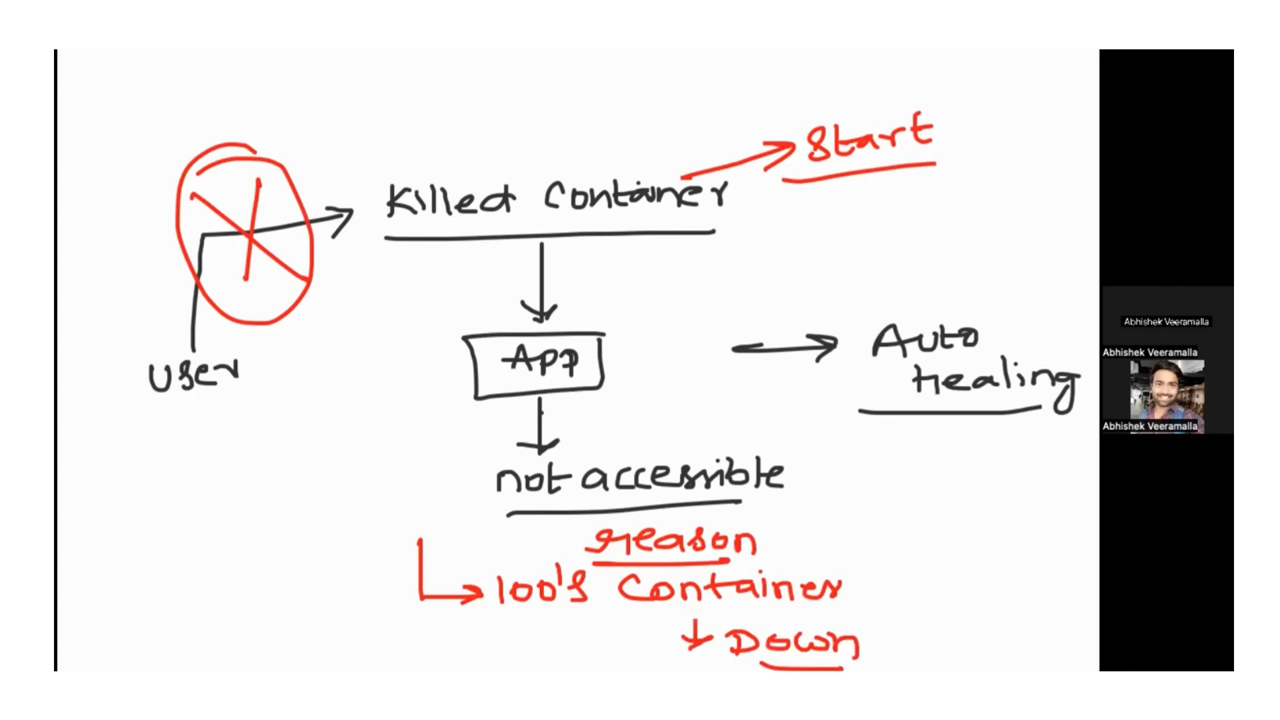 Start
Killed Container
user
App
Auto
healing
not accessible
reason
100's Container
Down
Abhishek Veeramalla
Abhishek Veeramalla
Abhishek Veeramalla